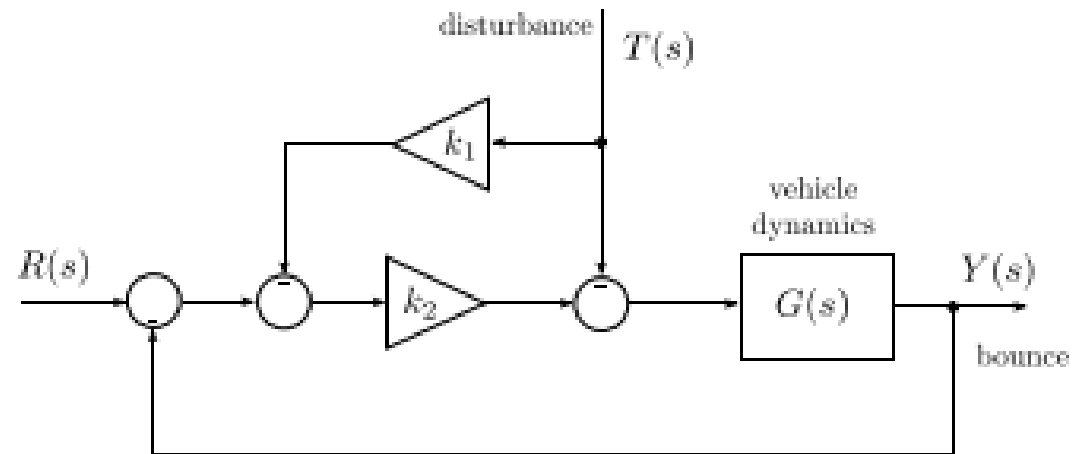 disturbance
T(s)
k₁
vehicle
dynamics
R(s)
-
-
-
k₂
G(s)
Y(s)
bounce